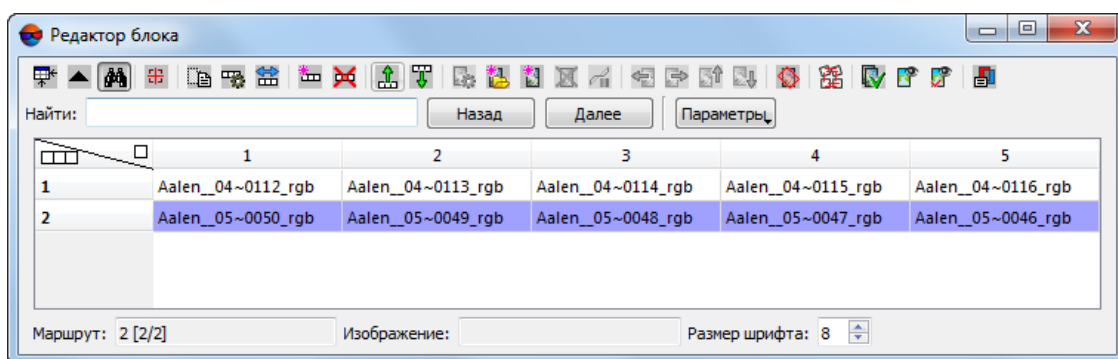 Редактор блока
Найти: Назад Далее Параметры
1 2 3 4 5
1 Aalen__04~0112_rgb Aalen__04~0113_rgb Aalen__04~0114_rgb Aalen__04~0115_rgb Aalen__04~0116_rgb
2 Aalen__05~0050_rgb Aalen__05~0049_rgb Aalen__05~0048_rgb Aalen__05~0047_rgb Aalen__05~0046_rgb
Маршрут: 2 [2/2] Изображение: Размер шрифта: 8